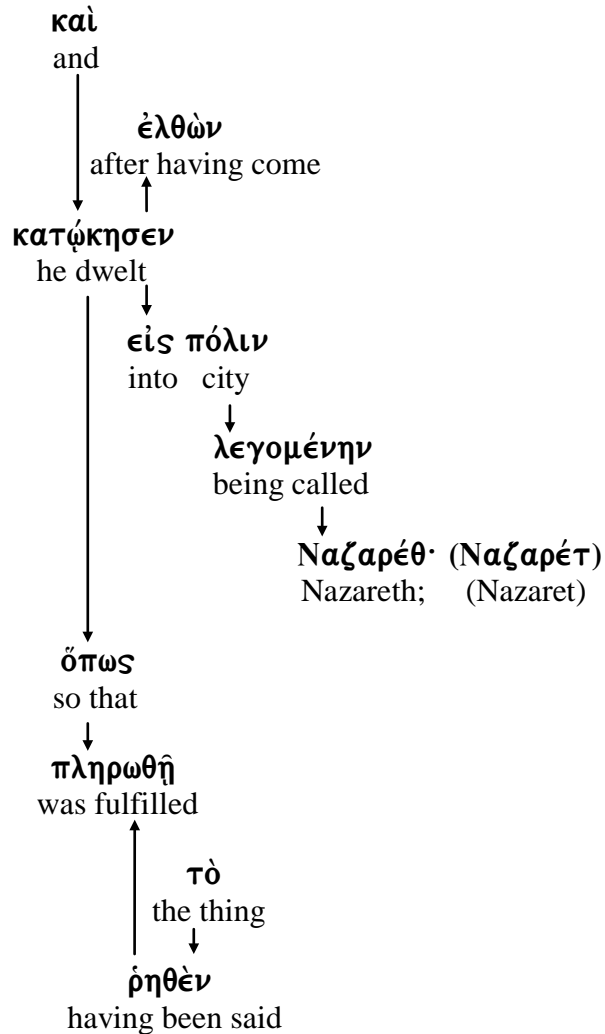 καὶ
and
ἐλθὼν
after having come
κατῴκησεν
he dwelt
εἰς πόλιν
into city
λεγομένην
being called
Ναζαρέθ· (Ναζαρέτ)
Nazareth; (Nazaret)
ὅπως
so that
πληρωθῇ
was fulfilled
τὸ
the thing
ῥηθὲν
having been said